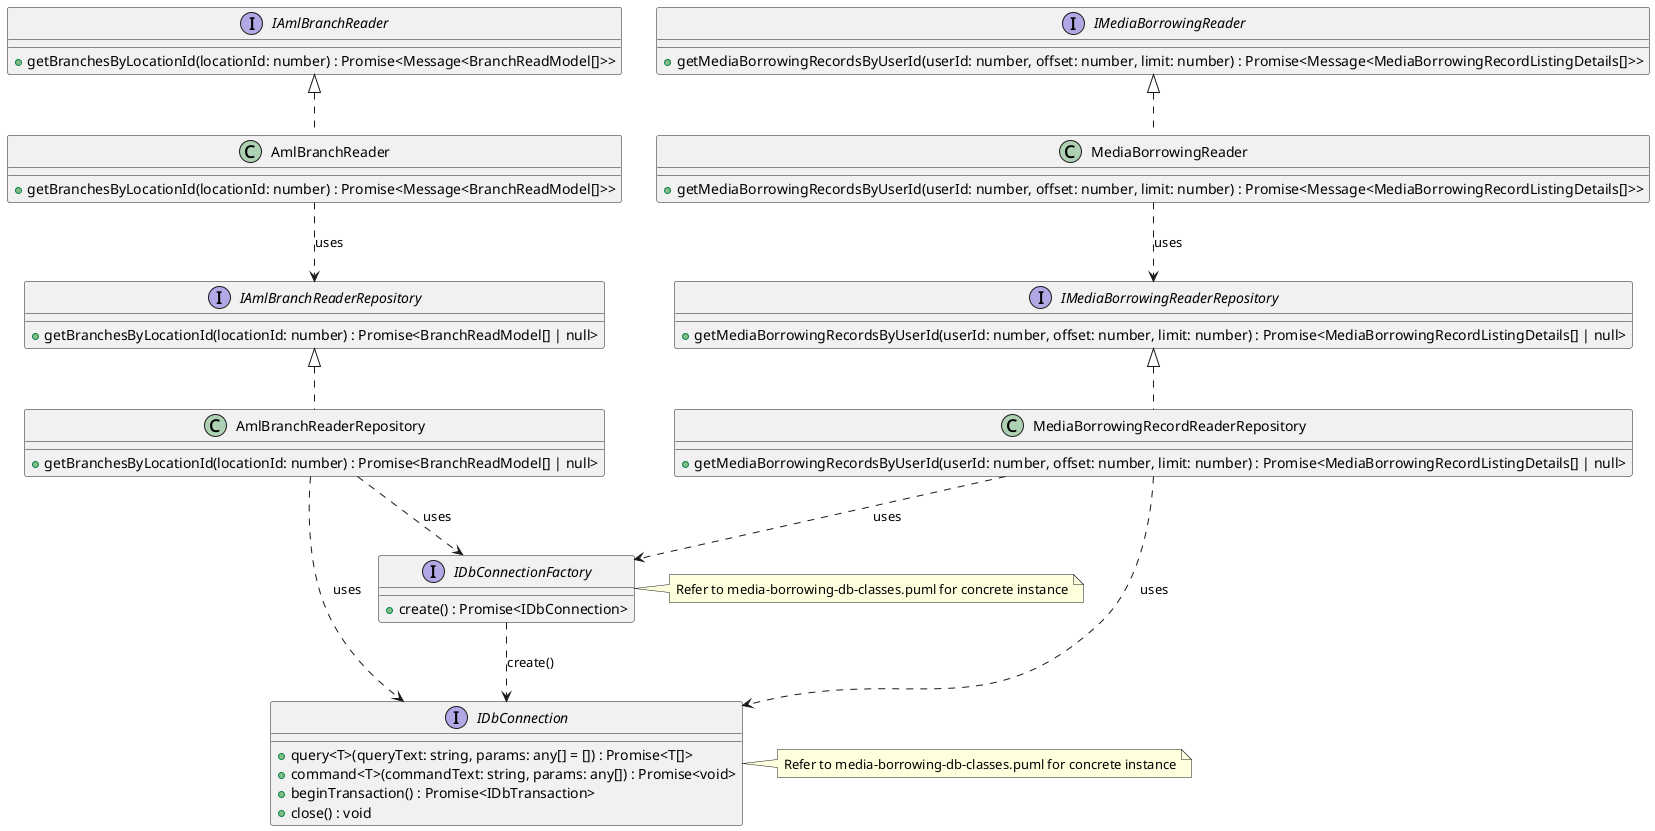 IAmlBranchReader
getBranchesByLocationId(locationId: number) : Promise<Message<BranchReadModel[]>>
IMediaBorrowingReader
getMediaBorrowingRecordsByUserId(userId: number, offset: number, limit: number) : Promise<Message<MediaBorrowingRecordListingDetails[]>>
AmlBranchReader
getBranchesByLocationId(locationId: number) : Promise<Message<BranchReadModel[]>>
MediaBorrowingReader
getMediaBorrowingRecordsByUserId(userId: number, offset: number, limit: number) : Promise<Message<MediaBorrowingRecordListingDetails[]>>
uses
uses
IAmlBranchReaderRepository
getBranchesByLocationId(locationId: number) : Promise<BranchReadModel[] | null>
IMediaBorrowingReaderRepository
getMediaBorrowingRecordsByUserId(userId: number, offset: number, limit: number) : Promise<MediaBorrowingRecordListingDetails[] | null>
AmlBranchReaderRepository
getBranchesByLocationId(locationId: number) : Promise<BranchReadModel[] | null>
MediaBorrowingRecordReaderRepository
getMediaBorrowingRecordsByUserId(userId: number, offset: number, limit: number) : Promise<MediaBorrowingRecordListingDetails[] | null>
uses
uses
IDbConnectionFactory
create() : Promise<IDbConnection>
Refer to media-borrowing-db-classes.puml for concrete instance
uses
uses
create()
IDbConnection
query<T>(queryText: string, params: any[] = []) : Promise<T[]>
command<T>(commandText: string, params: any[]) : Promise<void>
beginTransaction() : Promise<IDbTransaction>
close() : void
Refer to media-borrowing-db-classes.puml for concrete instance
I
I
C
C
I
I
C
C
I
I